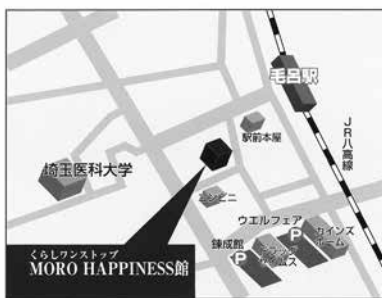 毛呂駅
駅前本屋
JR八高線
埼玉医科大学
コンビニ
ウエルフェア
P
カインズ
ホーム
錬成館
P
くらしワンストップ
MORO HAPPINESS館